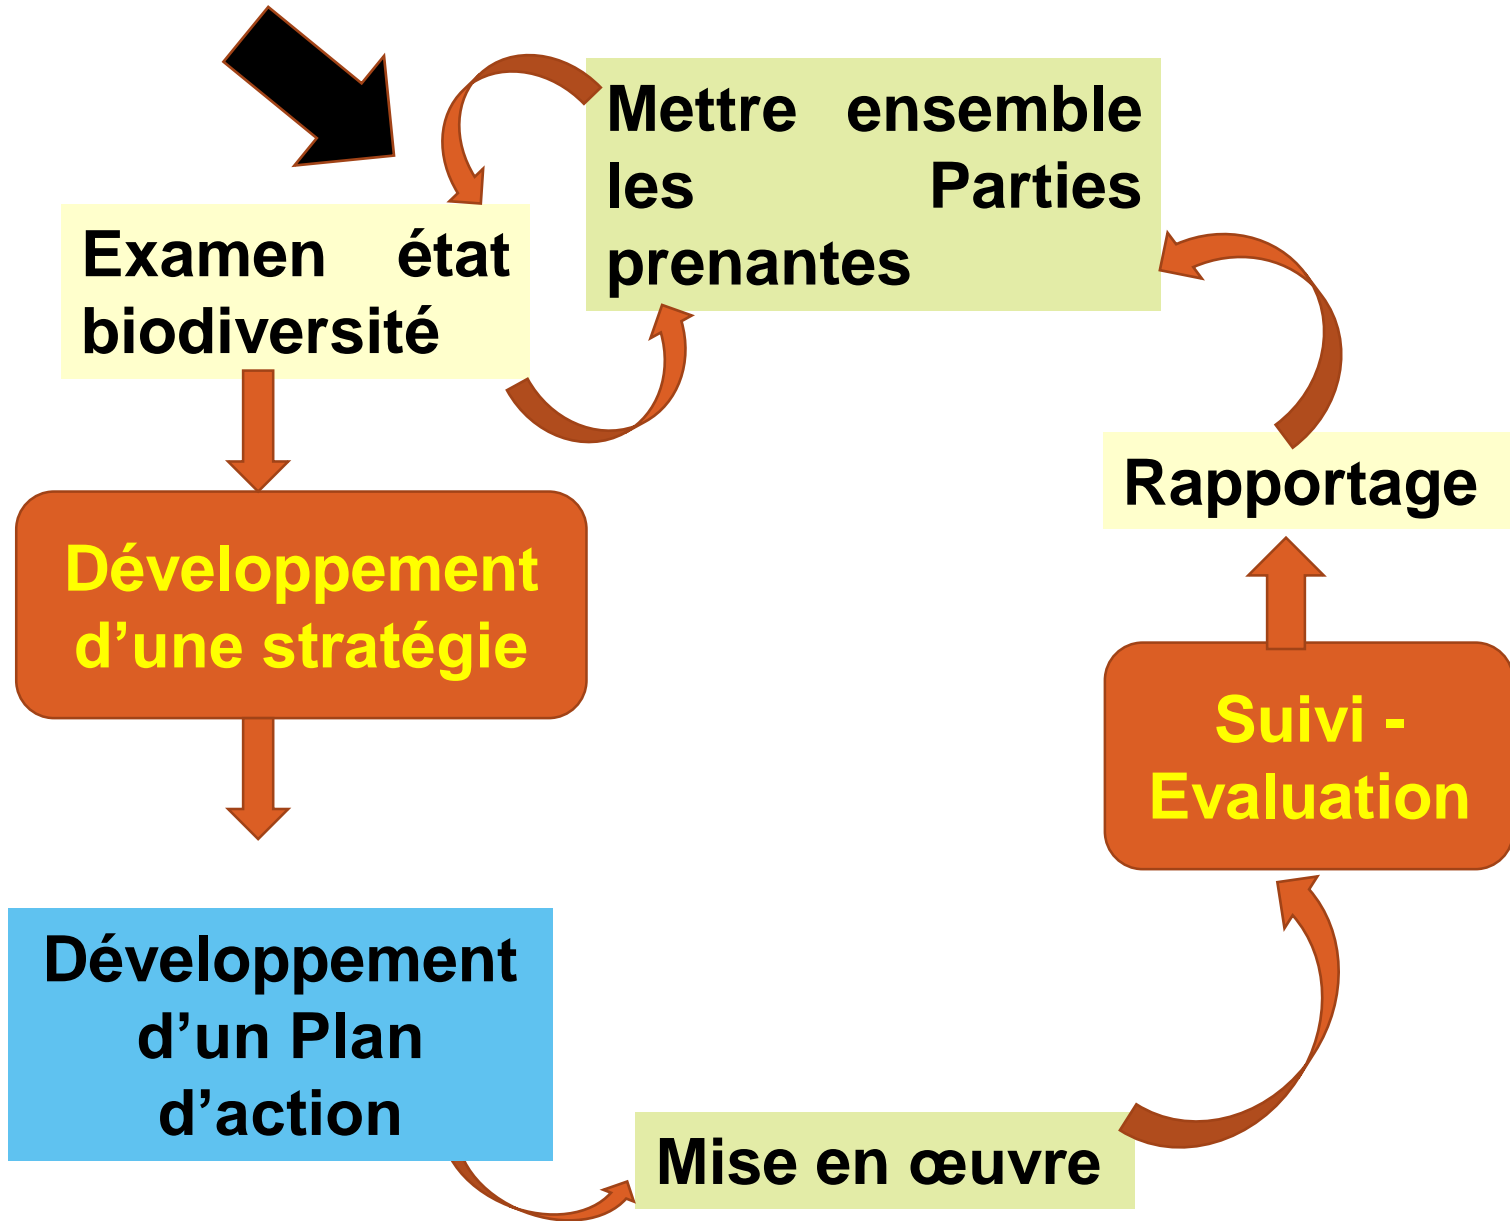 Mettre ensemble
les Parties
prenantes
Examen état
biodiversité
Développement
d’une stratégie
Développement
d’un Plan
d’action
Mise en œuvre
Suivi -
Evaluation
Rapportage